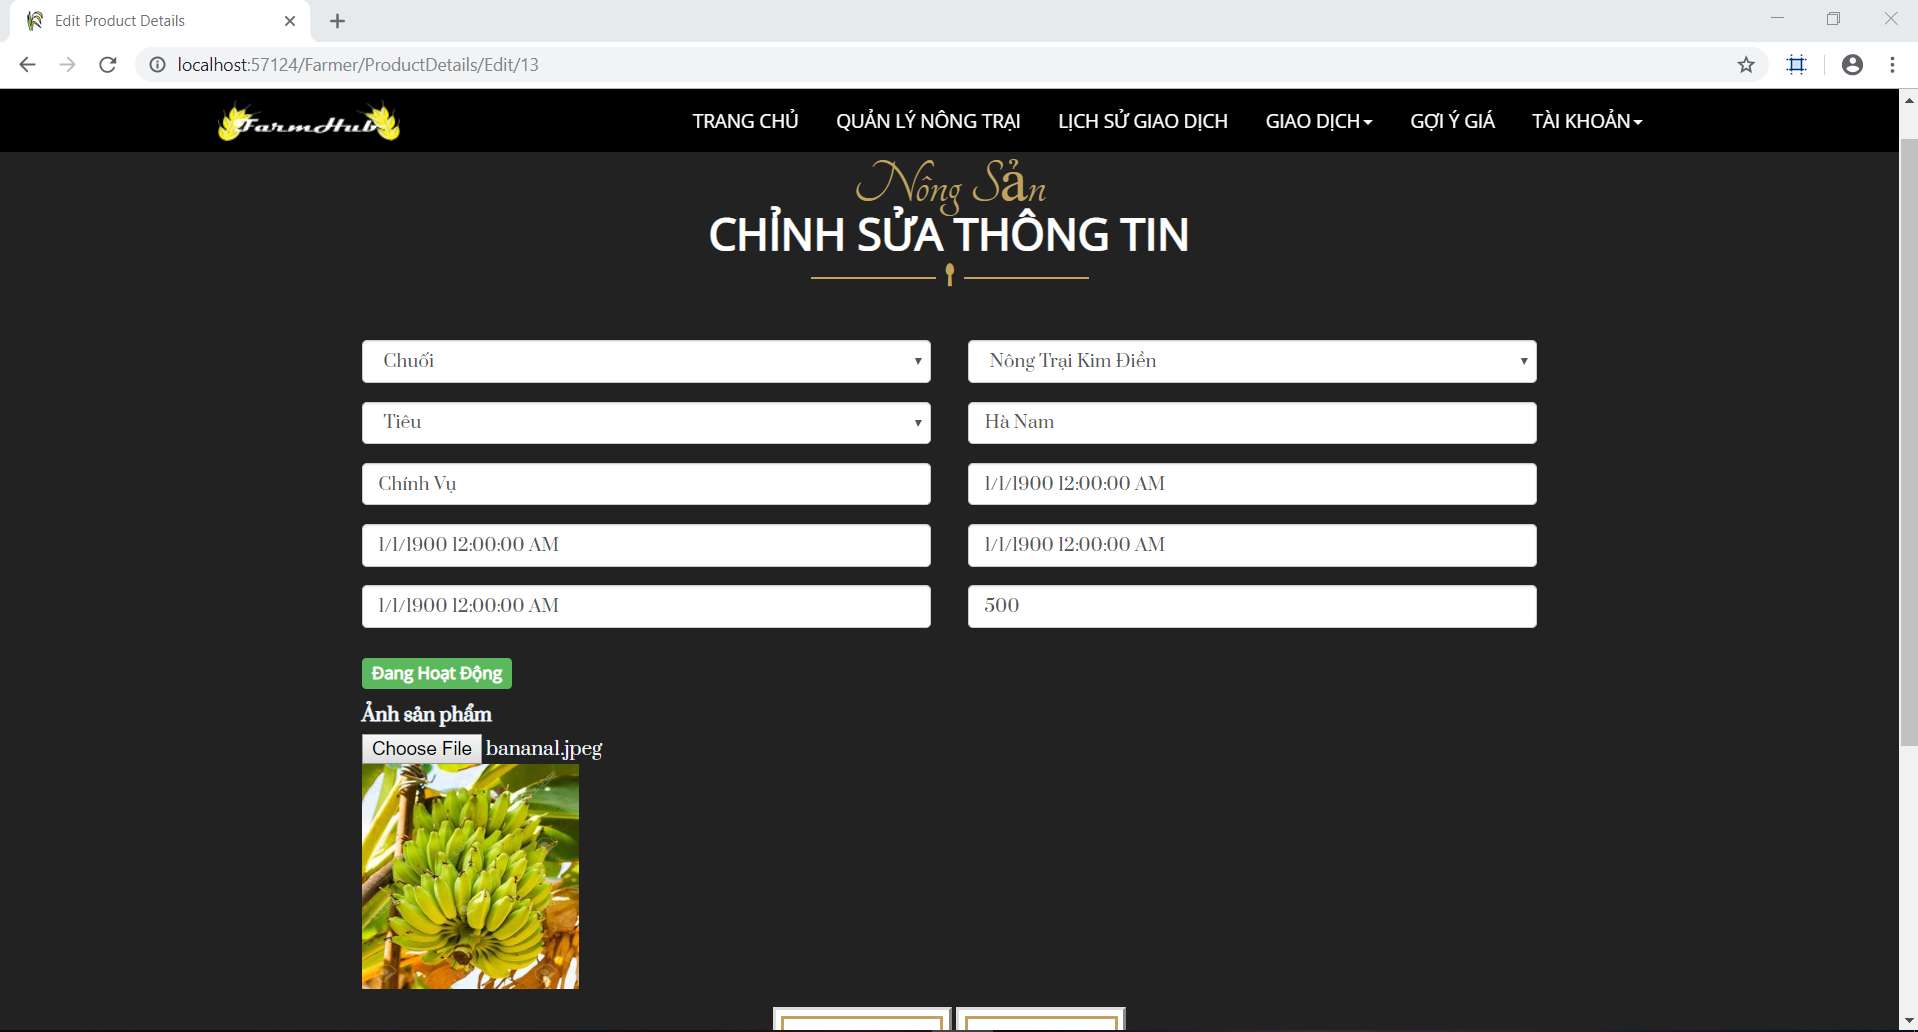 Edit Product Details
localhost:57124/Farmer/ProductDetails/Edit/13
FarmHub
TRANG CHỦ QUẢN LÝ NÔNG TRẠI LỊCH SỬ GIAO DỊCH GIAO DỊCH GỢI Ý GIÁ TÀI KHOẢN
Nông Sản
CHỈNH SỬA THÔNG TIN
Chuối Nông Trại Kim Điền
Tiêu Hà Nam
Chính Vụ 1/1/1900 12:00:00 AM
1/1/1900 12:00:00 AM 1/1/1900 12:00:00 AM
1/1/1900 12:00:00 AM 500
Đang Hoạt Động
Ảnh sản phẩm
Choose File banana1.jpeg